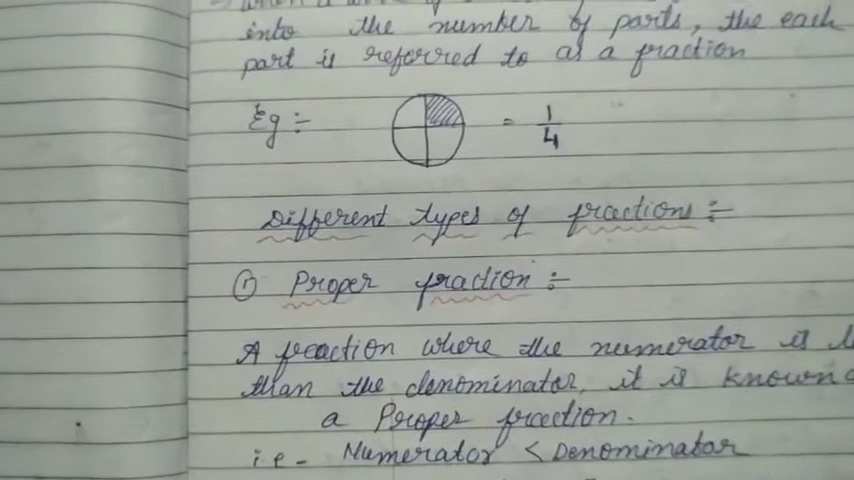 into the number of parts, the each
part is referred to as a fraction
Eg ÷ = 1/4
Different types of fractions ÷
① Proper fraction ÷
A fraction where the numerator is
than the denominator, it is known
a Proper fraction.
i.e- Numerator < Denominator